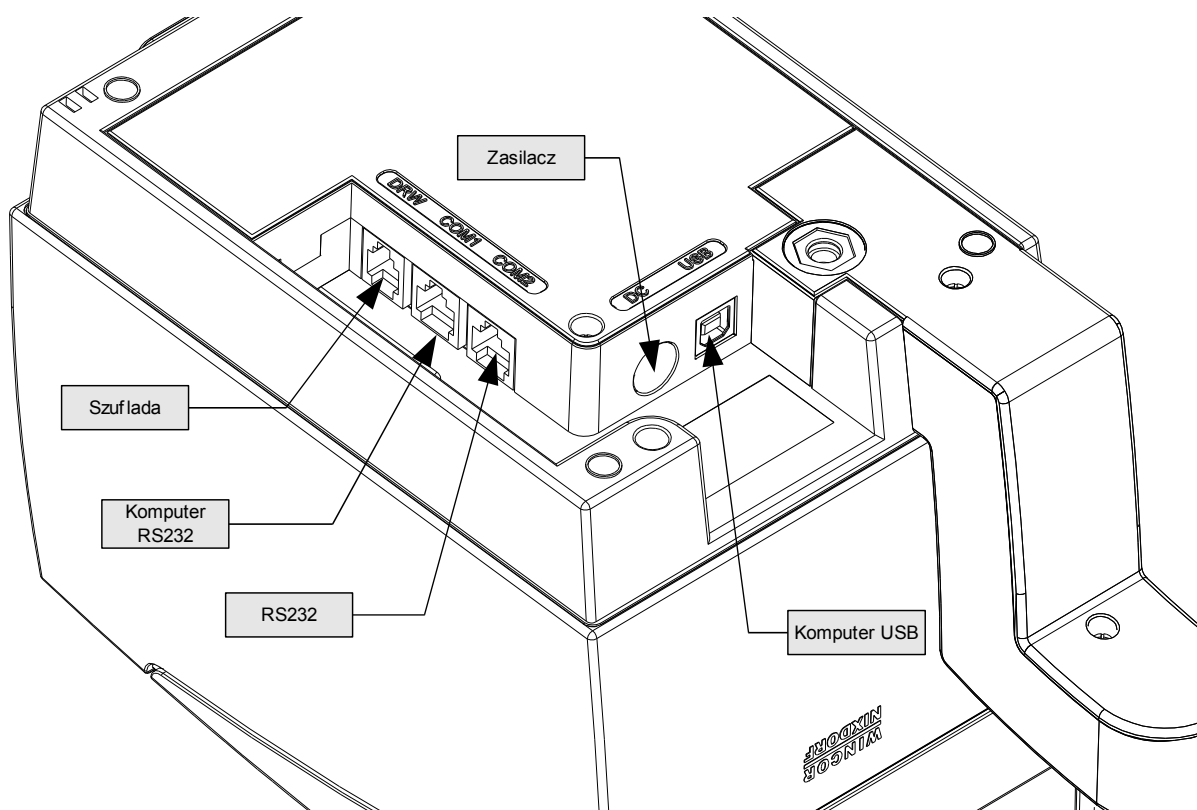 Zasilacz
DRW COM1 COM2
DC USB
Szuflada
Komputer
RS232
RS232
Komputer USB
WINCOR
NIXDORF